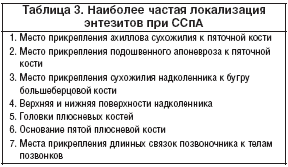 Таблица 3. Наиболее частая локализация
энтезитов при ССпА
1. Место прикрепления ахиллова сухожилия к пяточной
кости
2. Место прикрепления подошвенного апоневроза к пяточной
кости
3. Место прикрепления сухожилия надколенника к бугру
большеберцовой кости
4. Верхняя и нижняя поверхности надколенника
5. Головки плюсневых костей
6. Основание пятой плюсневой кости
7. Места прикрепления длинных связок позвоночника к телам
позвонков